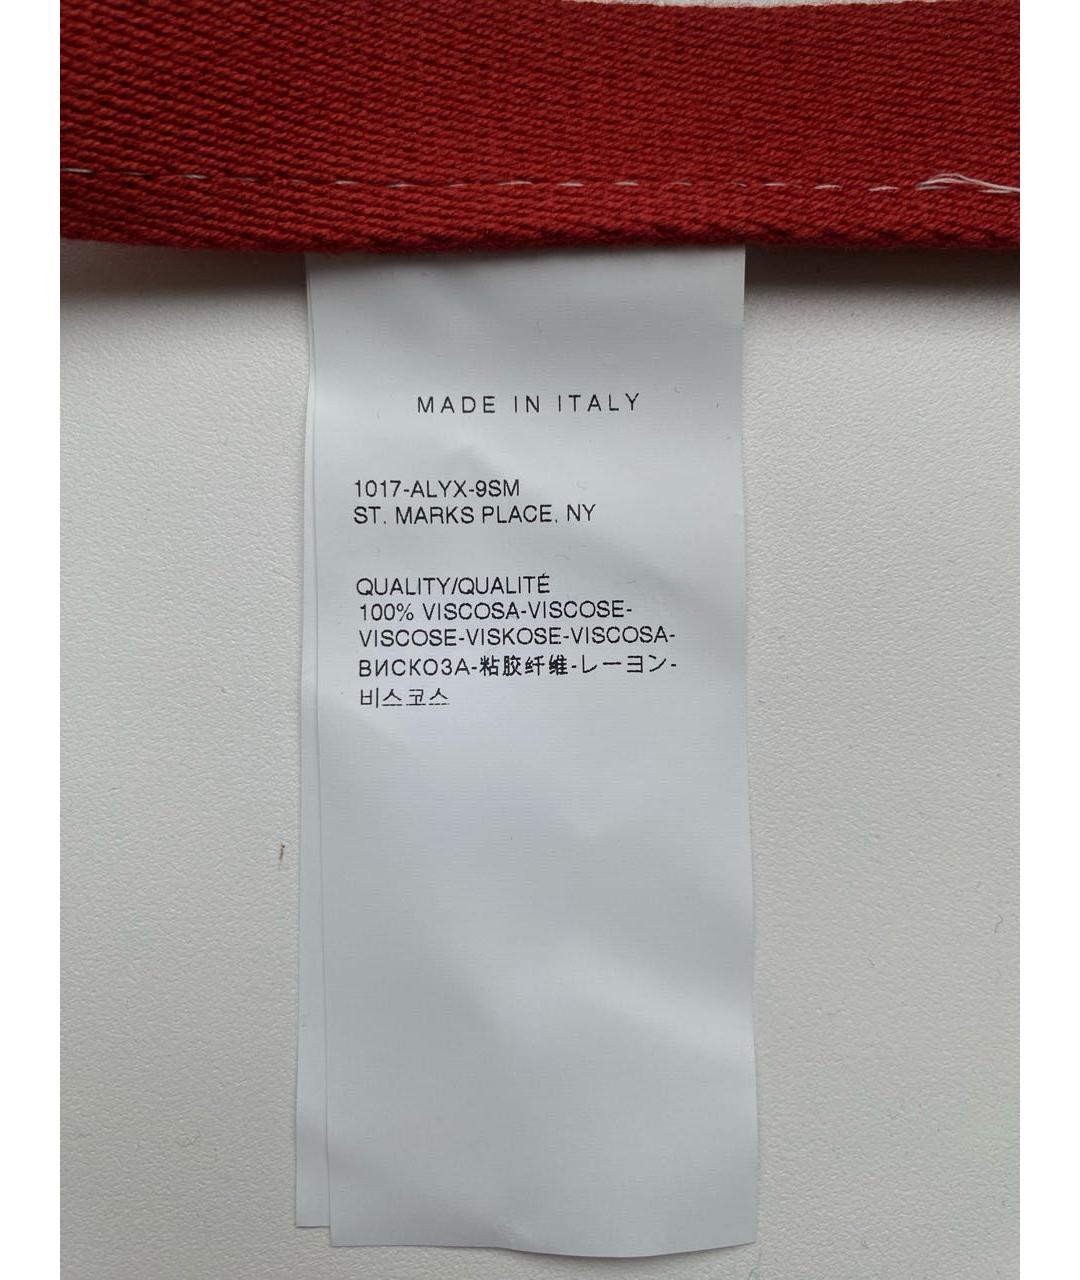 MADE IN ITALY
1017-ALYX-9SM
ST. MARKS PLACE, NY
QUALITY/QUALITÉ
100% VISCOSA-VISCOSE-
VISCOSE-VISKOSE-VISCOSA-
ВИСКОЗА-粘胶纤维-レーヨン-
비스코스